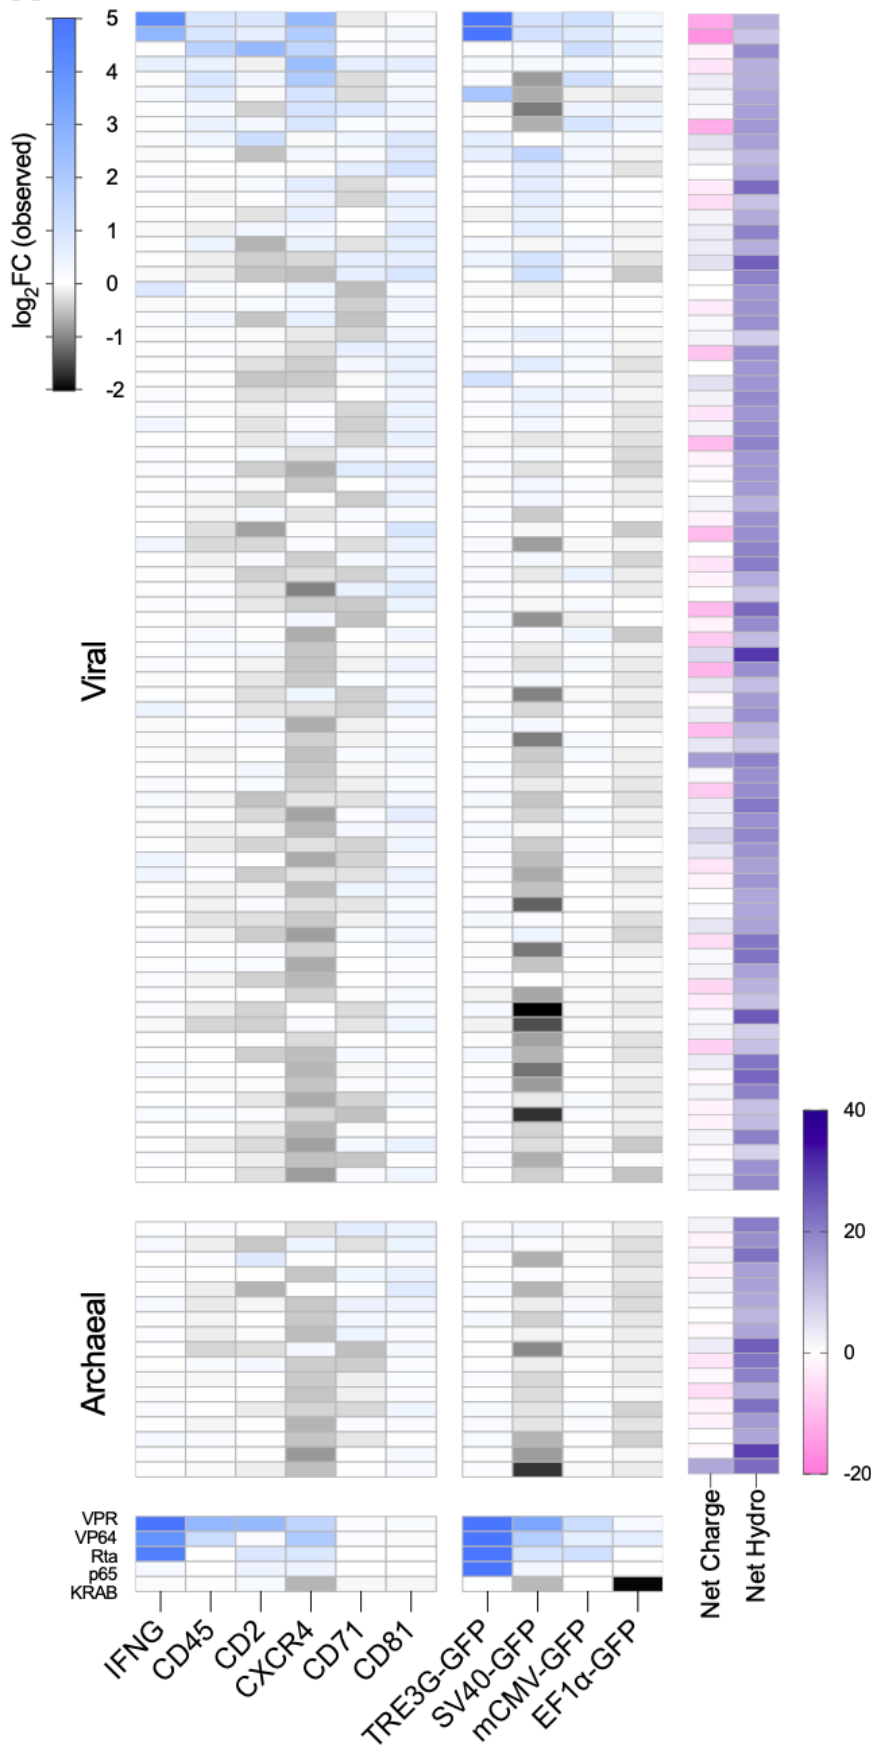 log2FC (observed)
5
4
3
2
1
0
-1
-2
Viral
Archaeal
VPR
VP64
Rta
p65
KRAB
IFNG
CD45
CD2
CXCR4
CD71
CD81
TRE3G-GFP
SV40-GFP
mCMV-GFP
EF1α-GFP
Net Charge
Net Hydro
40
20
0
-20